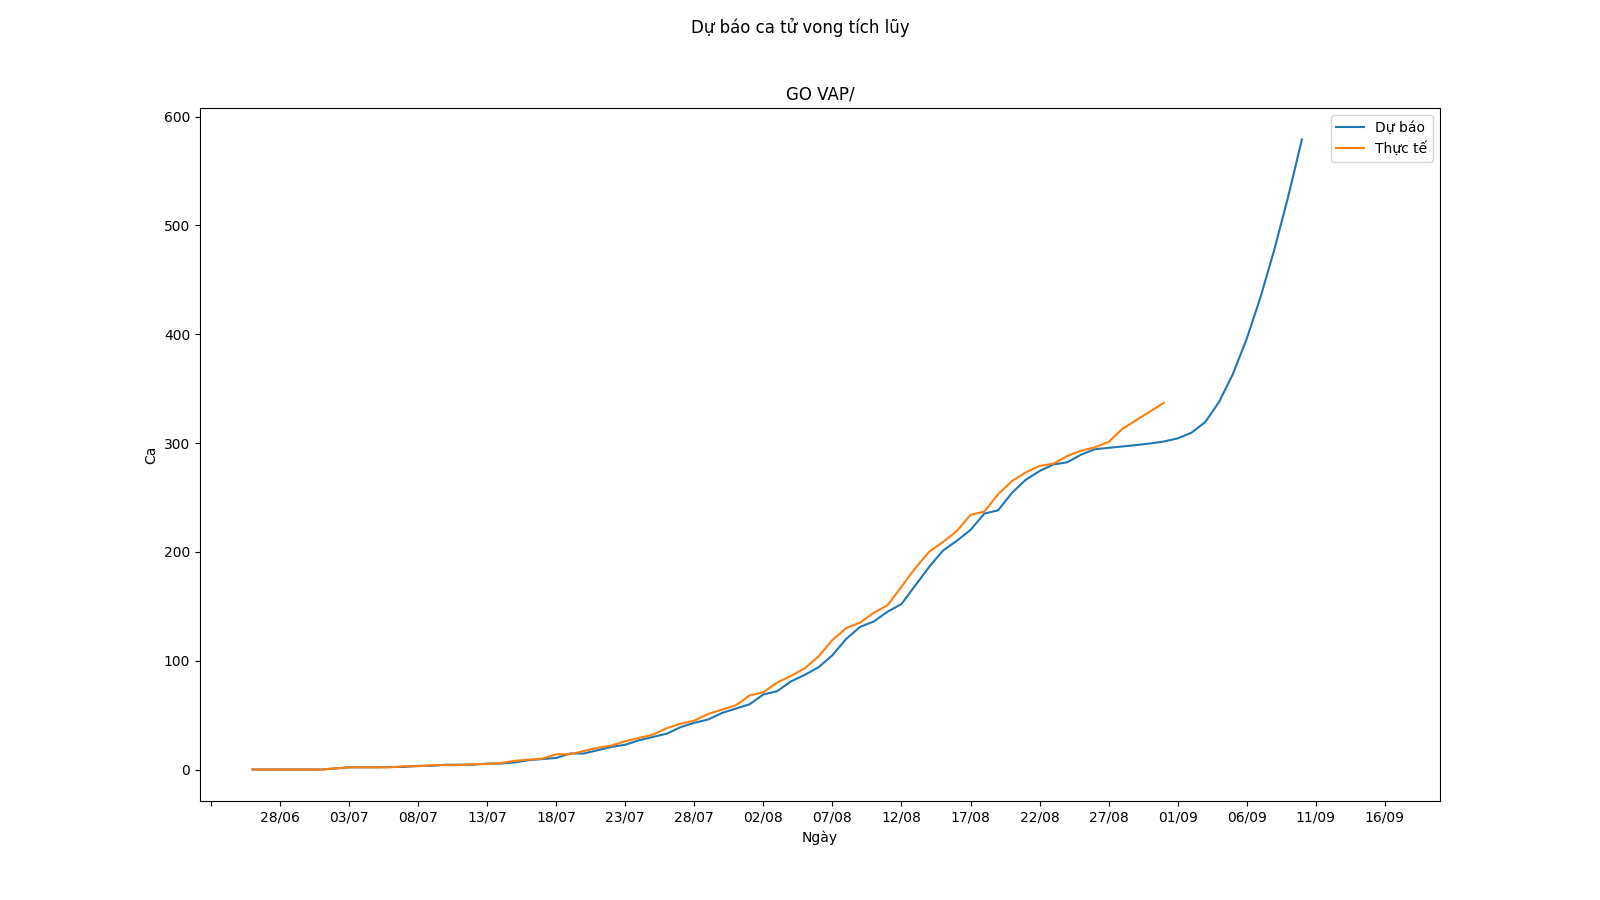 Dự báo ca tử vong tích lũy
GO VAP/
Dự báo
Thực tế
600
500
400
300
200
100
0
Ca
28/06 03/07 08/07 13/07 18/07 23/07 28/07 02/08 07/08 12/08 17/08 22/08 27/08 01/09 06/09 11/09 16/09
Ngày